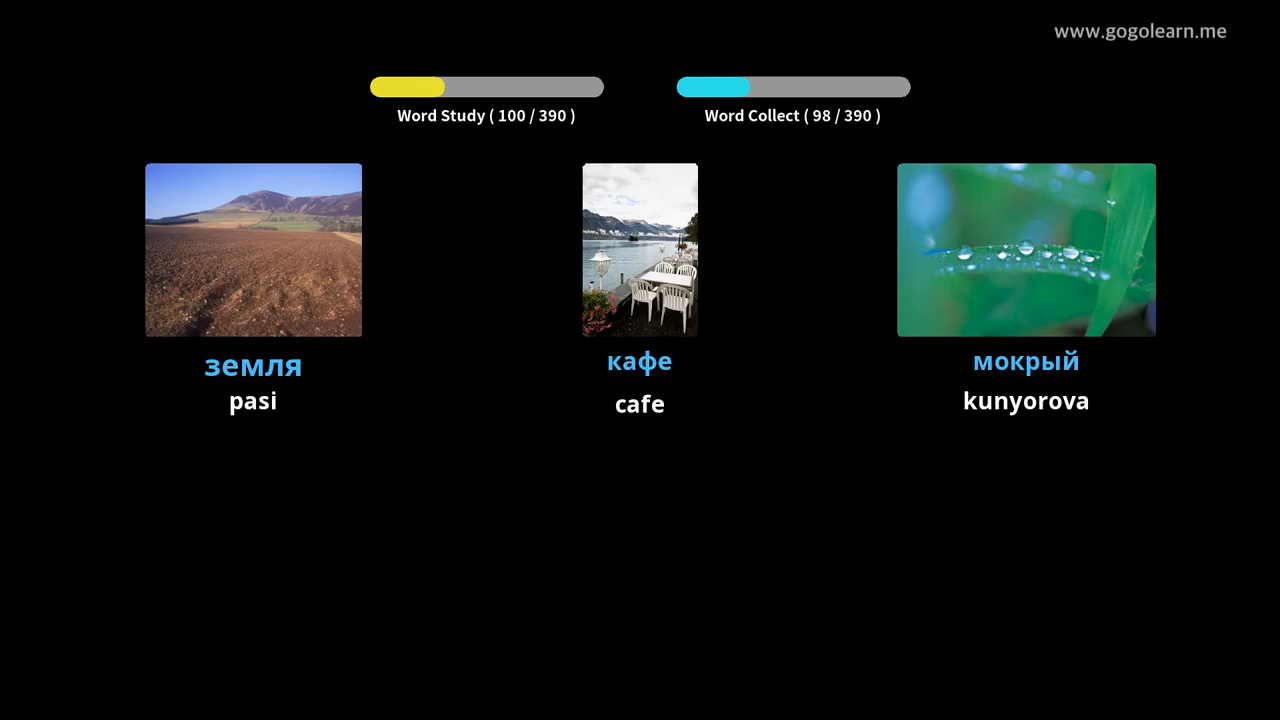 www.gogolearn.me
Word Study ( 100 / 390 )
Word Collect ( 98 / 390 )
земля
pasi
кафе
cafe
мокрый
kunyorova